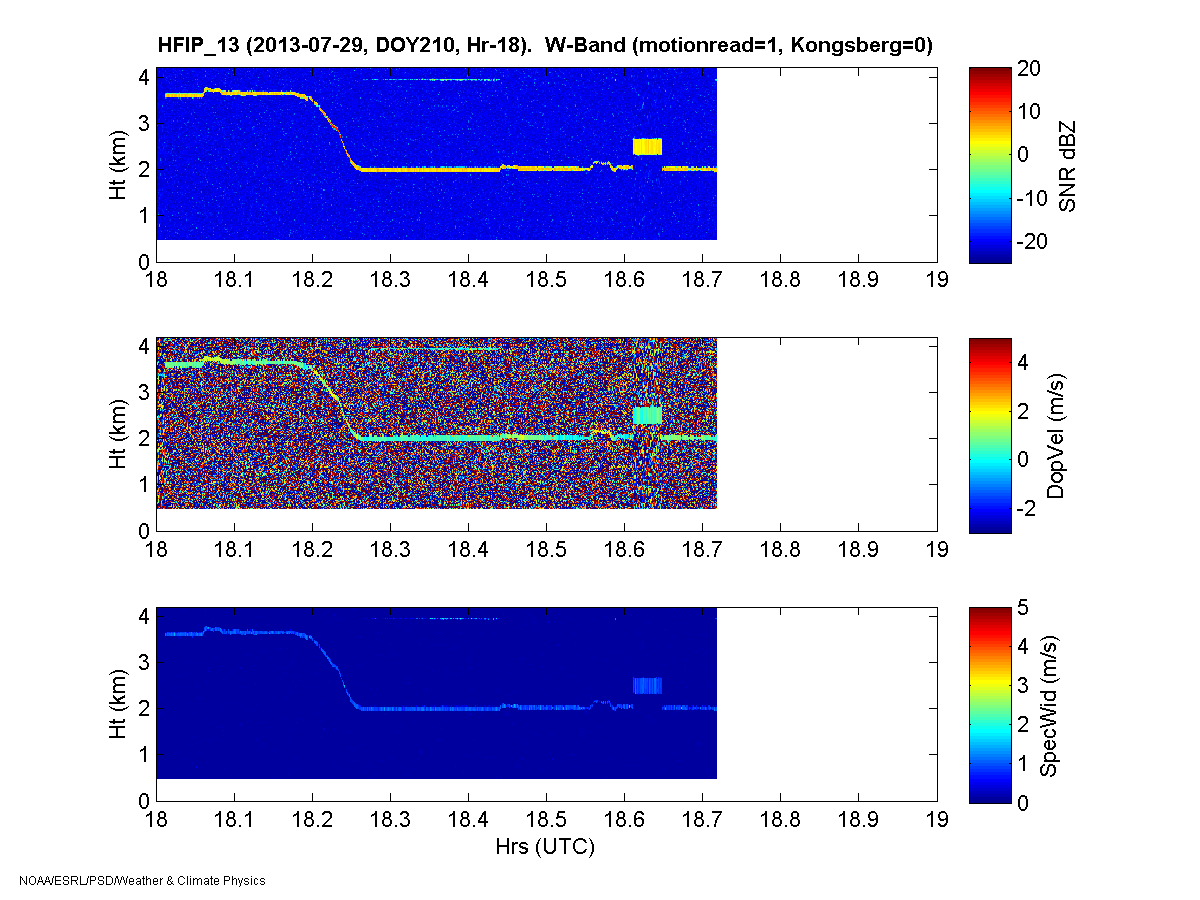 HFIP_13 (2013-07-29, DOY210, Hr-18).  W-Band (motionread=1, Kongsberg=0)
Ht (km)
4
3
2
1
0
18 18.1 18.2 18.3 18.4 18.5 18.6 18.7 18.8 18.9 19
20
10
0
-10
-20
SNR dBZ
Ht (km)
4
3
2
1
0
18 18.1 18.2 18.3 18.4 18.5 18.6 18.7 18.8 18.9 19
4
2
0
-2
DopVel (m/s)
Ht (km)
4
3
2
1
0
18 18.1 18.2 18.3 18.4 18.5 18.6 18.7 18.8 18.9 19
Hrs (UTC)
5
4
3
2
1
0
SpecWid (m/s)
NOAA/ESRL/PSD/Weather & Climate Physics